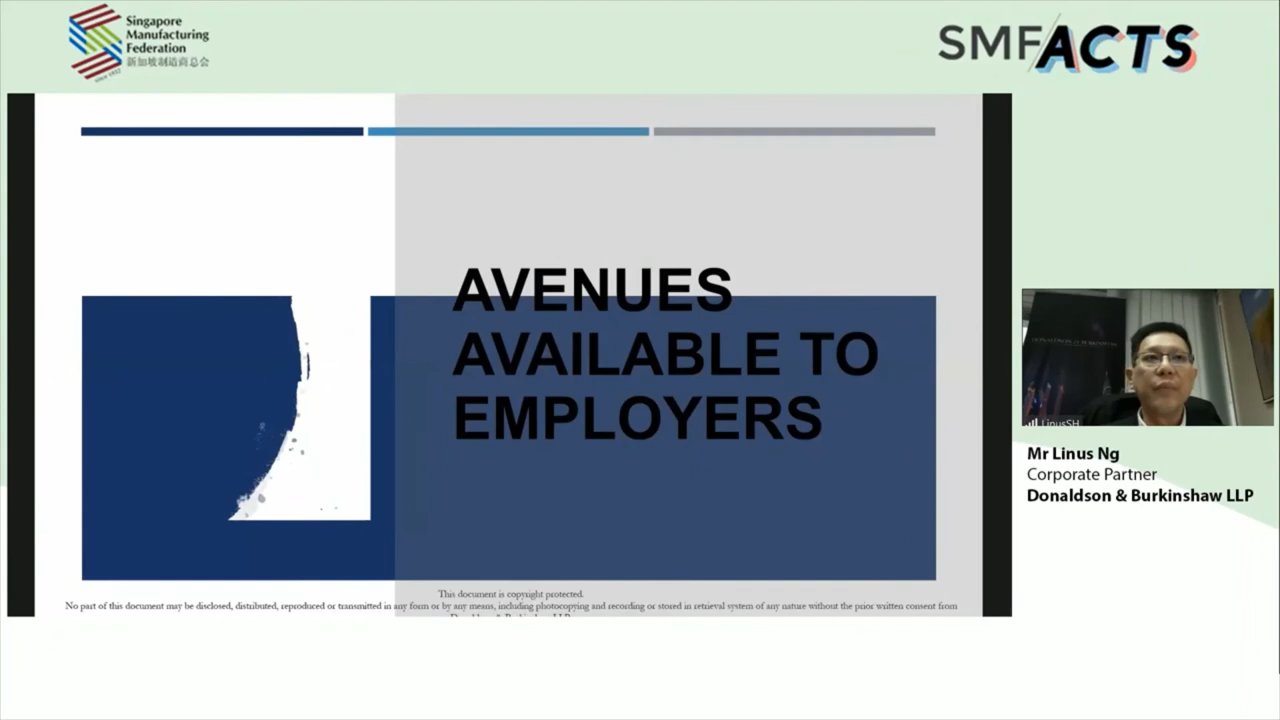 Singapore
Manufacturing
Federation
新加坡制造商总会
since 1932
SMF/ACTS
AVENUES
AVAILABLE TO
EMPLOYERS
This document is copyright protected.
No part of this document may be disclosed, distributed, reproduced or transmitted in any form or by any means, including photocopying and recording or stored in retrieval system of any nature without the prior written consent from
LinusSH
Mr Linus Ng
Corporate Partner
Donaldson & Burkinshaw LLP